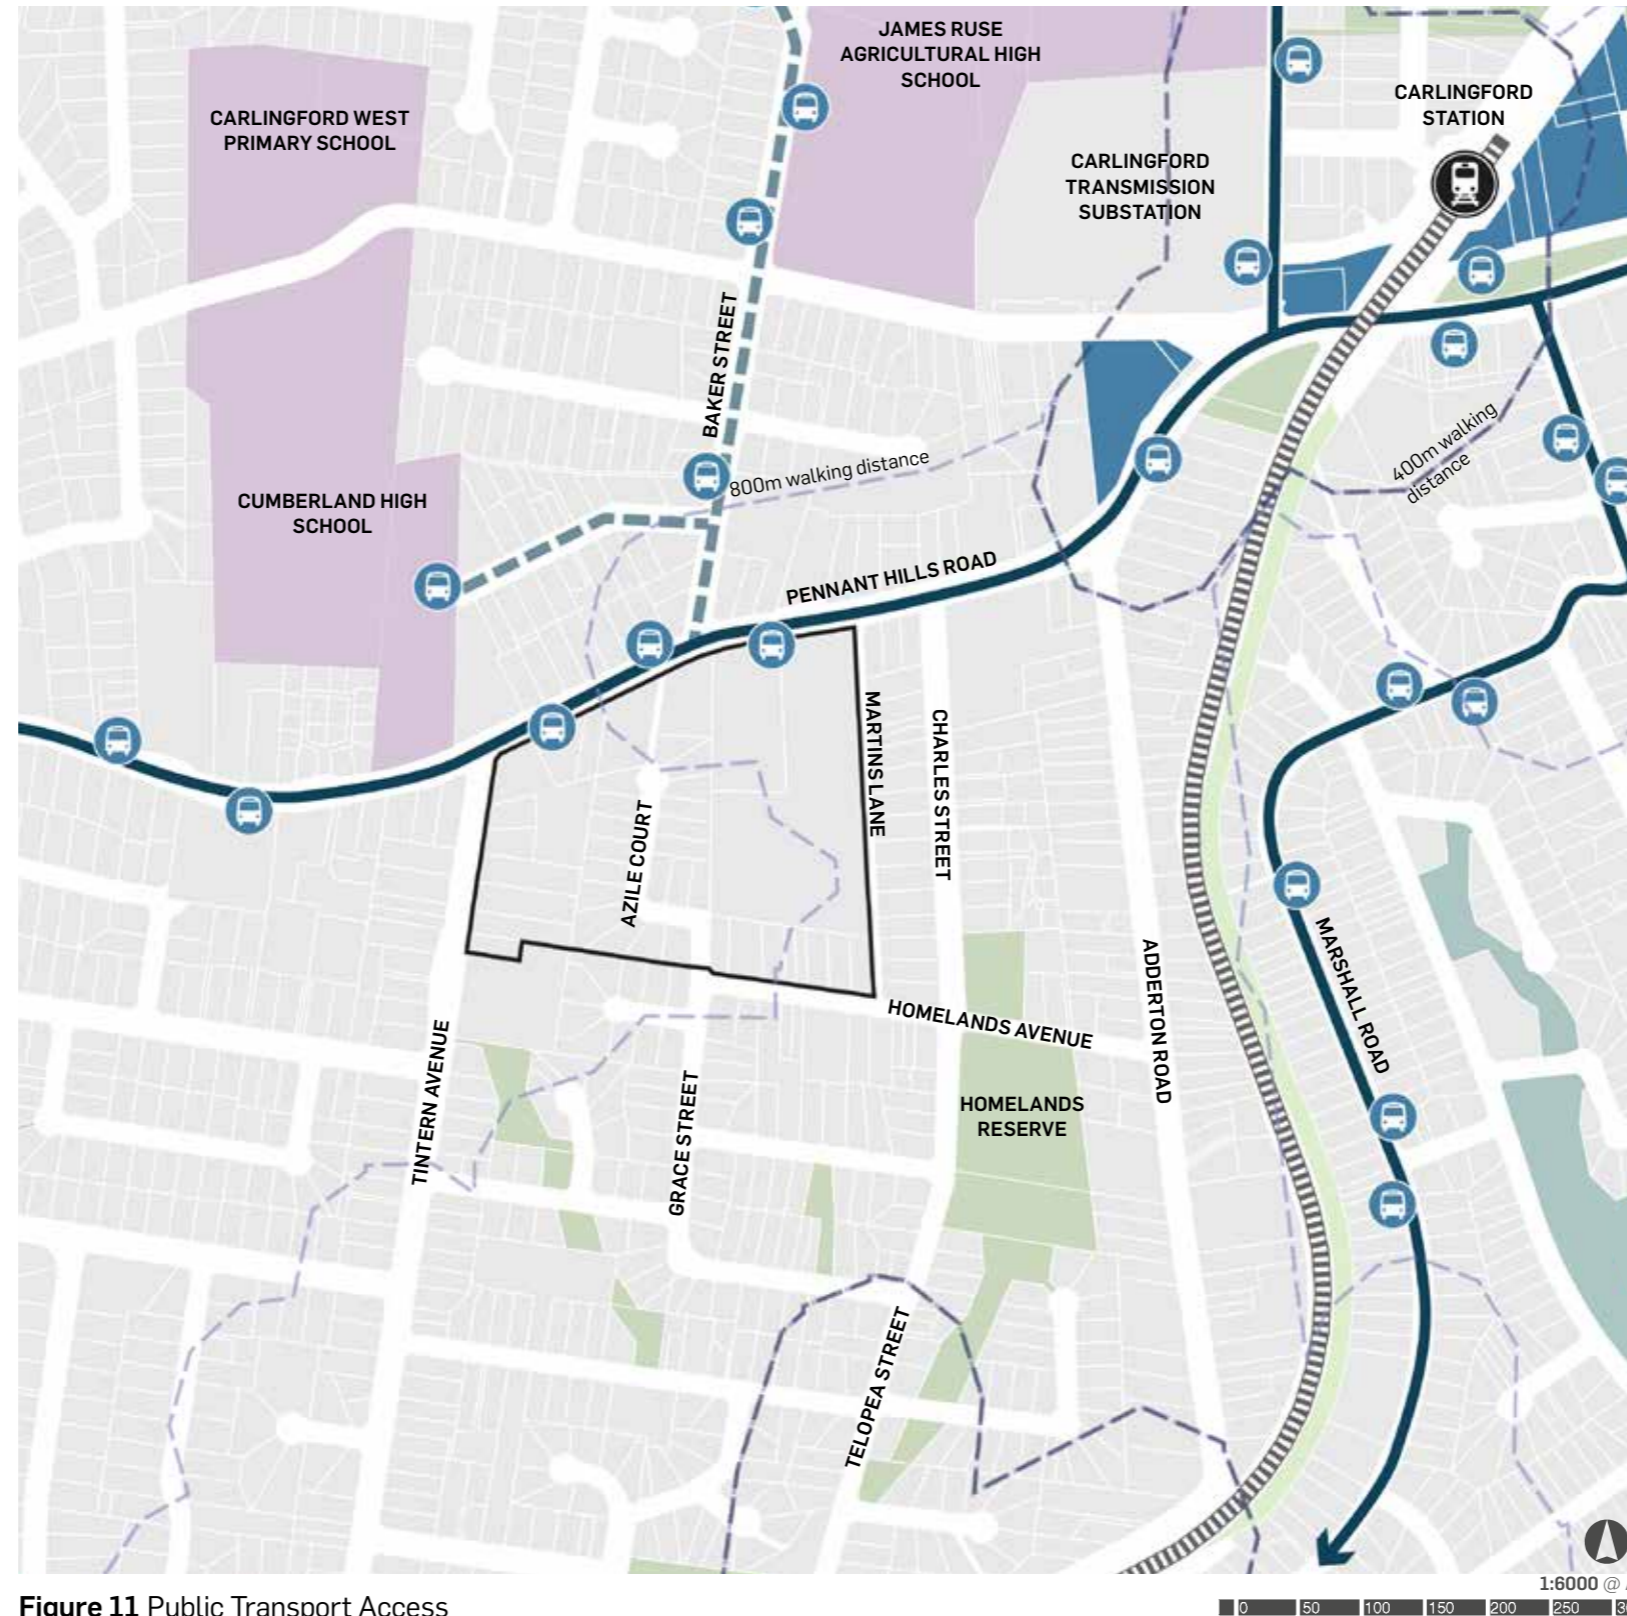 JAMES RUSE
AGRICULTURAL HIGH
SCHOOL
CARLINGFORD
STATION
CARLINGFORD WEST
PRIMARY SCHOOL
CARLINGFORD
TRANSMISSION
SUBSTATION
BAKER STREET
400m walking
distance
800m walking distance
CUMBERLAND HIGH
SCHOOL
PENNANT HILLS ROAD
MARTINS LANE
CHARLES STREET
AZILE COURT
MARSHALL ROAD
ADDERTON ROAD
HOMELANDS AVENUE
TINTERN AVENUE
GRACE STREET
HOMELANDS
RESERVE
TELOPEA STREET
1:6000 @
0 50 100 150 200 250
Figure 11 Public Transport Access